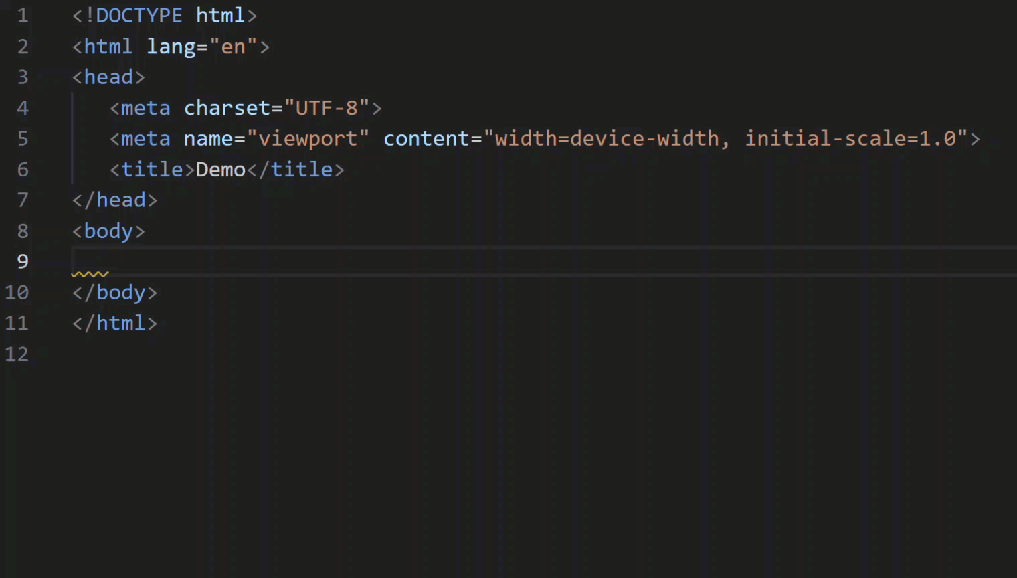 1 <!DOCTYPE html>
2 <html lang="en">
3 <head>
4 <meta charset="UTF-8">
5 <meta name="viewport" content="width=device-width, initial-scale=1.0">
6 <title>Demo</title>
7 </head>
8 <body>
9
10 </body>
11 </html>
12